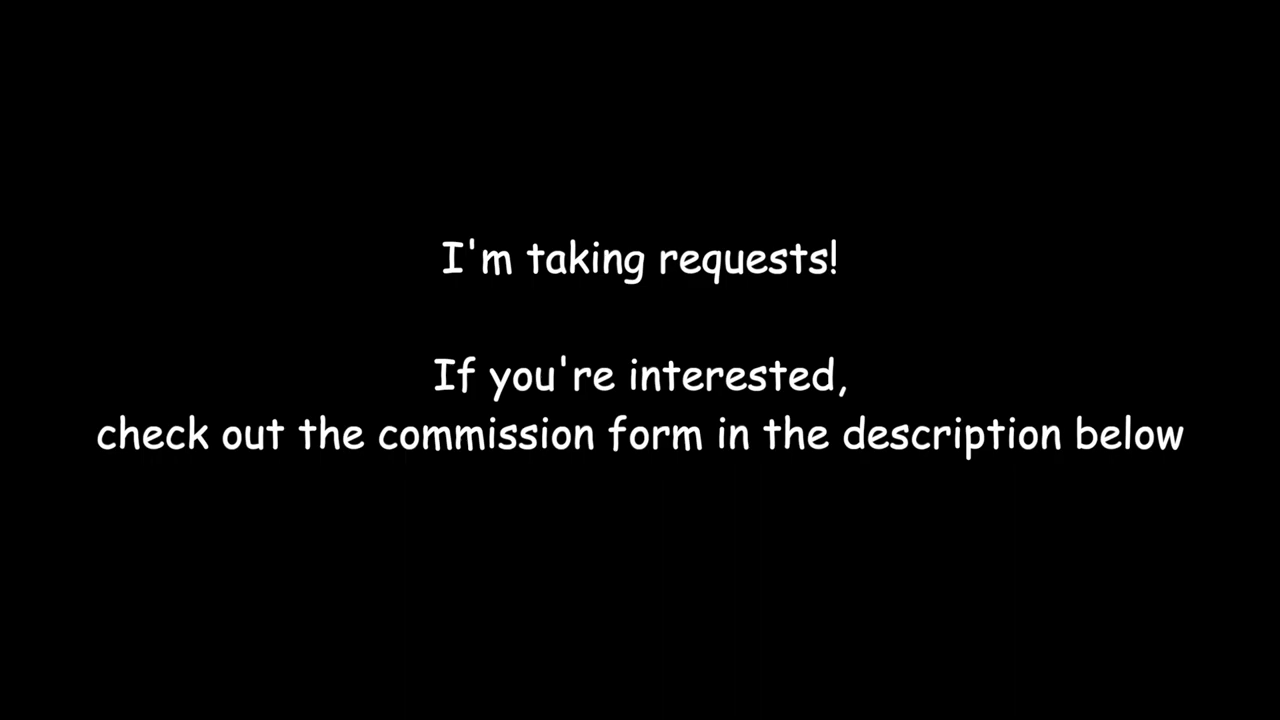 I'm taking requests!
If you're interested,
check out the commission form in the description below